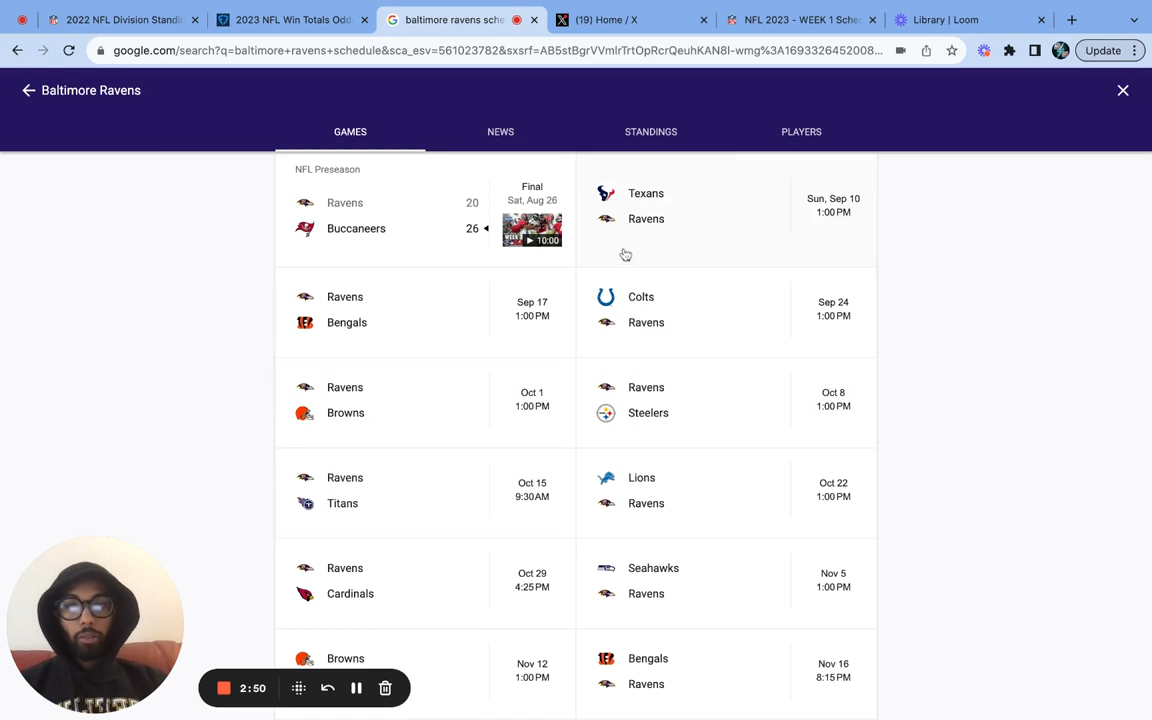 2022 NFL Division Standi
2023 NFL Win Totals Odd
baltimore ravens sche
(19) Home / X
NFL 2023 - WEEK 1 Sche
Library | Loom
google.com/search?q=baltimore+ravens+schedule&sca_esv=561023782&sxsrf=AB5stBgrVVmlrTrtOpRcrQeuhKAN8I-wmg%3A1693326452008...
Update
Baltimore Ravens
GAMES
NEWS
STANDINGS
PLAYERS
NFL Preseason
Ravens 20
Buccaneers 26
Final
Sat, Aug 26
10:00
Texans
Ravens
Sun, Sep 10
1:00 PM
Ravens
Bengals
Sep 17
1:00 PM
Colts
Ravens
Sep 24
1:00 PM
Ravens
Browns
Oct 1
1:00 PM
Ravens
Steelers
Oct 8
1:00 PM
Ravens
Titans
Oct 15
9:30 AM
Lions
Ravens
Oct 22
1:00 PM
Ravens
Cardinals
Oct 29
4:25 PM
Seahawks
Ravens
Nov 5
1:00 PM
Browns
Nov 12
1:00 PM
Bengals
Ravens
Nov 16
8:15 PM
2:50